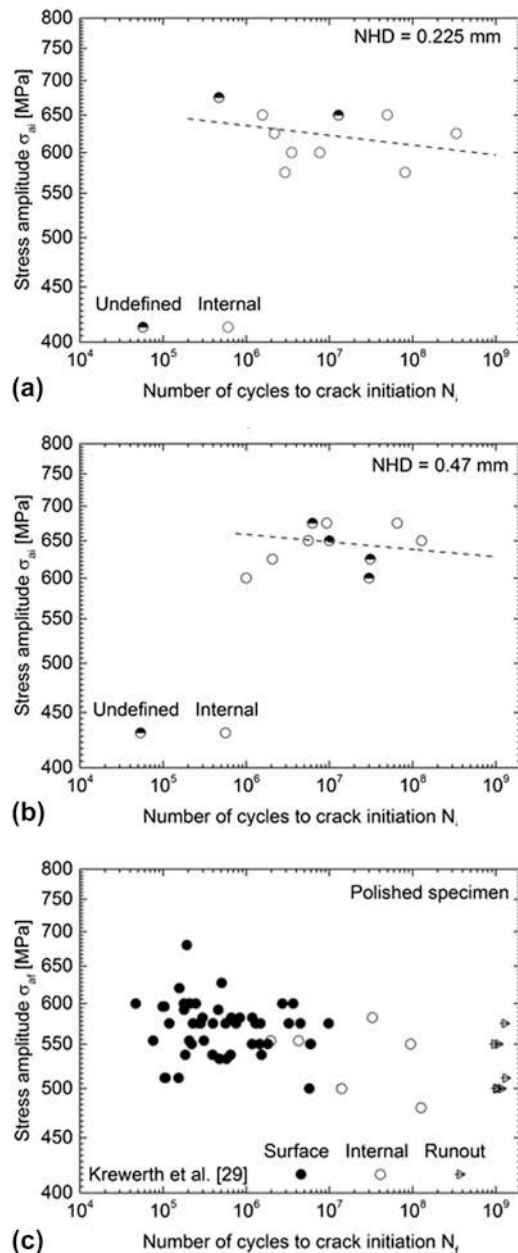 800
NHD = 0.225 mm
700
650
600
550
500
450
Undefined Internal
400
10⁴ 10⁵ 10⁶ 10⁷ 10⁸ 10⁹
Stress amplitude σai [MPa]
(a) Number of cycles to crack initiation Ni
800
NHD = 0.47 mm
700
650
600
550
500
450
Undefined Internal
400
10⁴ 10⁵ 10⁶ 10⁷ 10⁸ 10⁹
Stress amplitude σai [MPa]
(b) Number of cycles to crack initiation Ni
800
Polished specimen
700
650
600
550
500
450
Surface Internal Runout
Krewerth et al. [29]
400
10⁴ 10⁵ 10⁶ 10⁷ 10⁸ 10⁹
Stress amplitude σaf [MPa]
(c) Number of cycles to crack initiation Nf